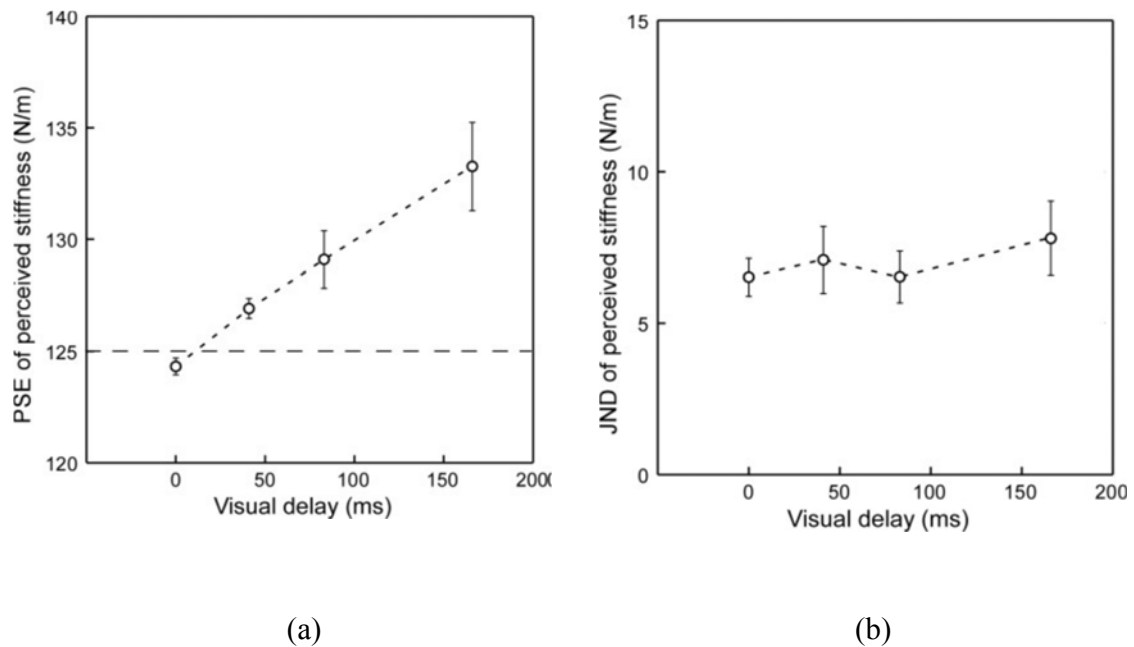 140
135
130
125
120
PSE of perceived stiffness (N/m)
0 50 100 150 200
Visual delay (ms)
15
10
5
0
JND of perceived stiffness (N/m)
0 50 100 150 200
Visual delay (ms)
(a) (b)